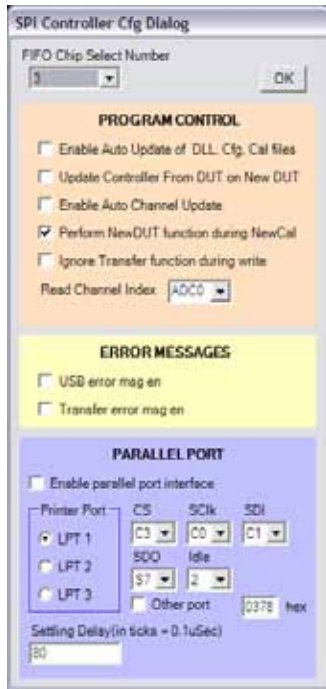 SPI Controller Cfg Dialog
FIFO Chip Select Number
3
OK
PROGRAM CONTROL
Enable Auto Update of DLL. Cfg. Cal files
Update Controller From DUT on New DUT
Enable Auto Channel Update
Perform NewDUT function during NewCal
Ignore Transfer function during write
Read Channel Index ADC0
ERROR MESSAGES
USB error msg en
Transfer error msg en
PARALLEL PORT
Enable parallel port interface
Printer Port CS SClk SDI
LPT 1 C3 C0 C1
SDO Idle
LPT 2 S7 2
LPT 3 Other port 0378 hex
Settling Delay(in ticks ~ 0.1uSec)
80